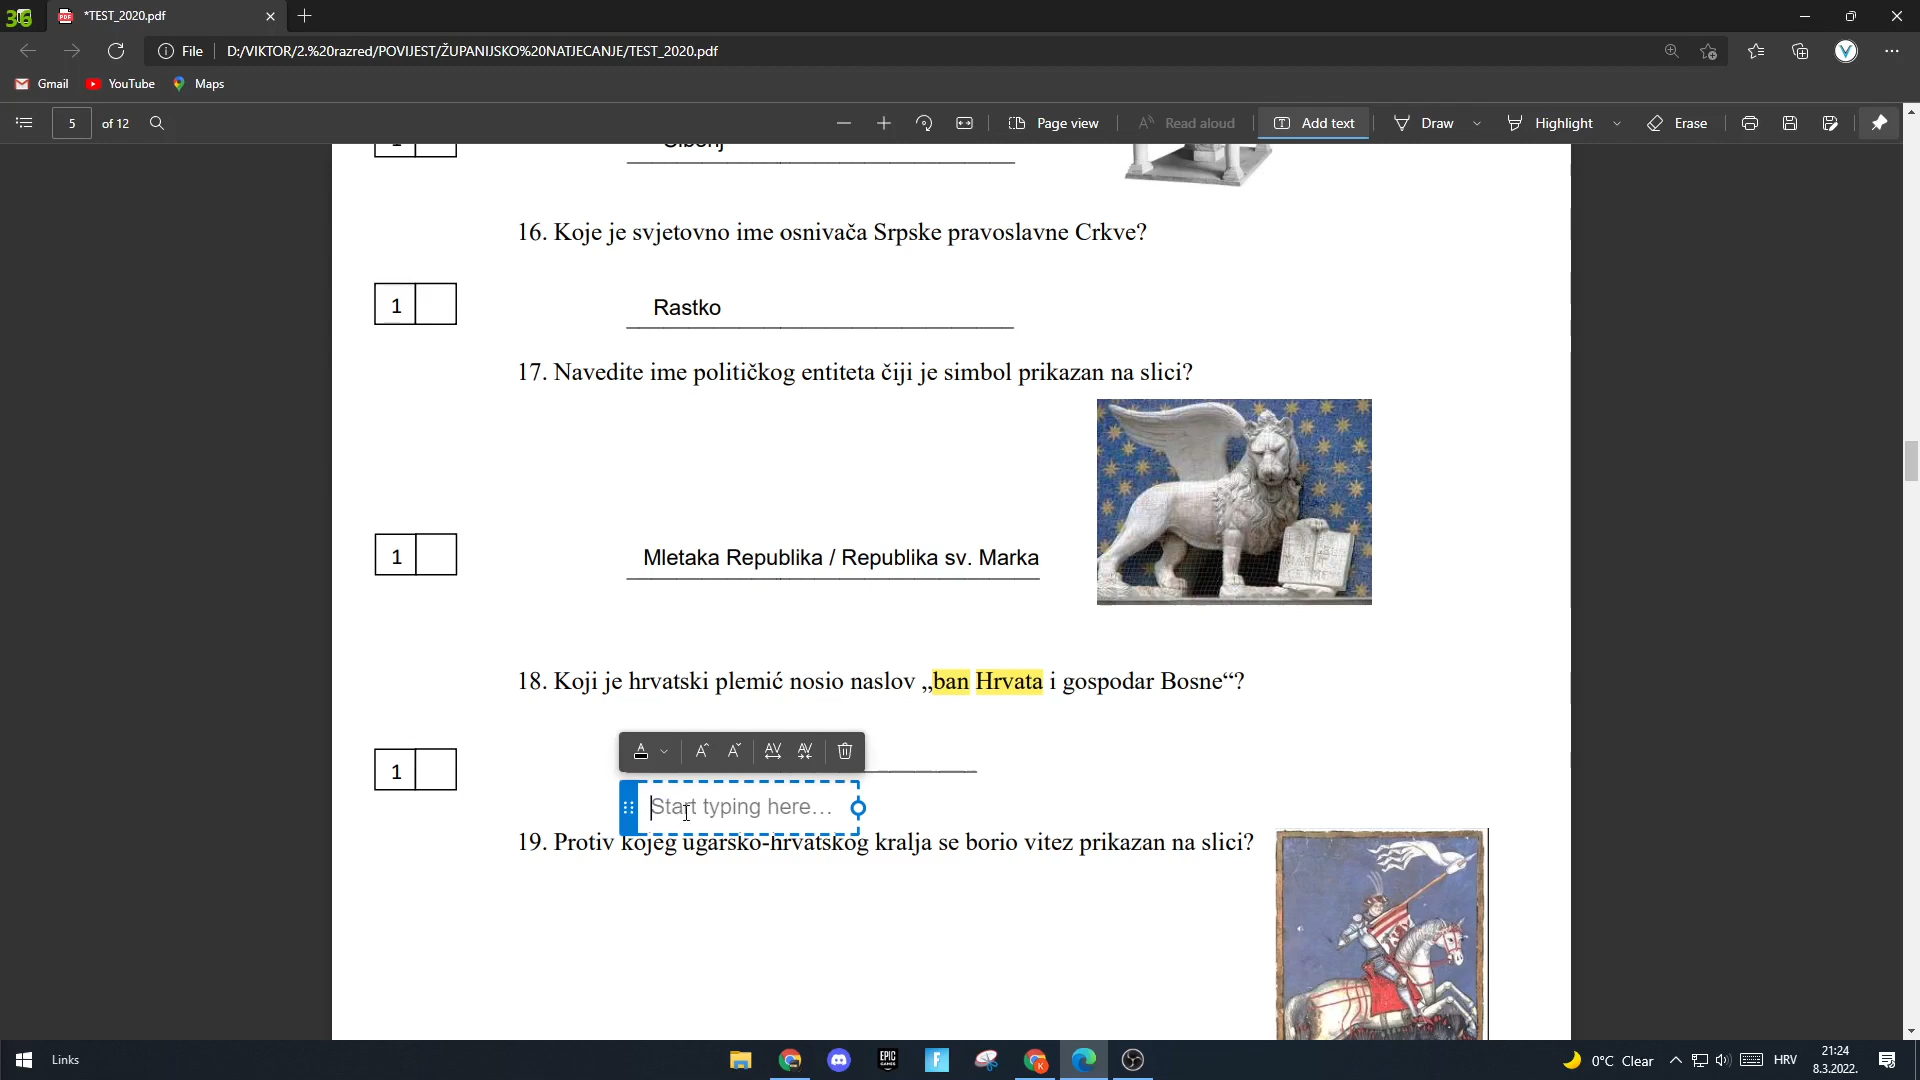 36
*TEST_2020.pdf
File
D:/VIKTOR/2.%20razred/POVIJEST/ŽUPANIJSKO%20NATJECANJE/TEST_2020.pdf
V
Gmail
YouTube
Maps
5
of 12
Page view
Read aloud
Add text
Draw
Highlight
Erase
16. Koje je svjetovno ime osnivača Srpske pravoslavne Crkve?
1
Rastko
17. Navedite ime političkog entiteta čiji je simbol prikazan na slici?
1
Mletaka Republika / Republika sv. Marka
18. Koji je hrvatski plemić nosio naslov „ban Hrvata i gospodar Bosne“?
1
Start typing here…
19. Protiv kojeg ugarsko-hrvatskog kralja se borio vitez prikazan na slici?
Links
EPIC GAMES
0°C Clear
HRV
21:24
8.3.2022.